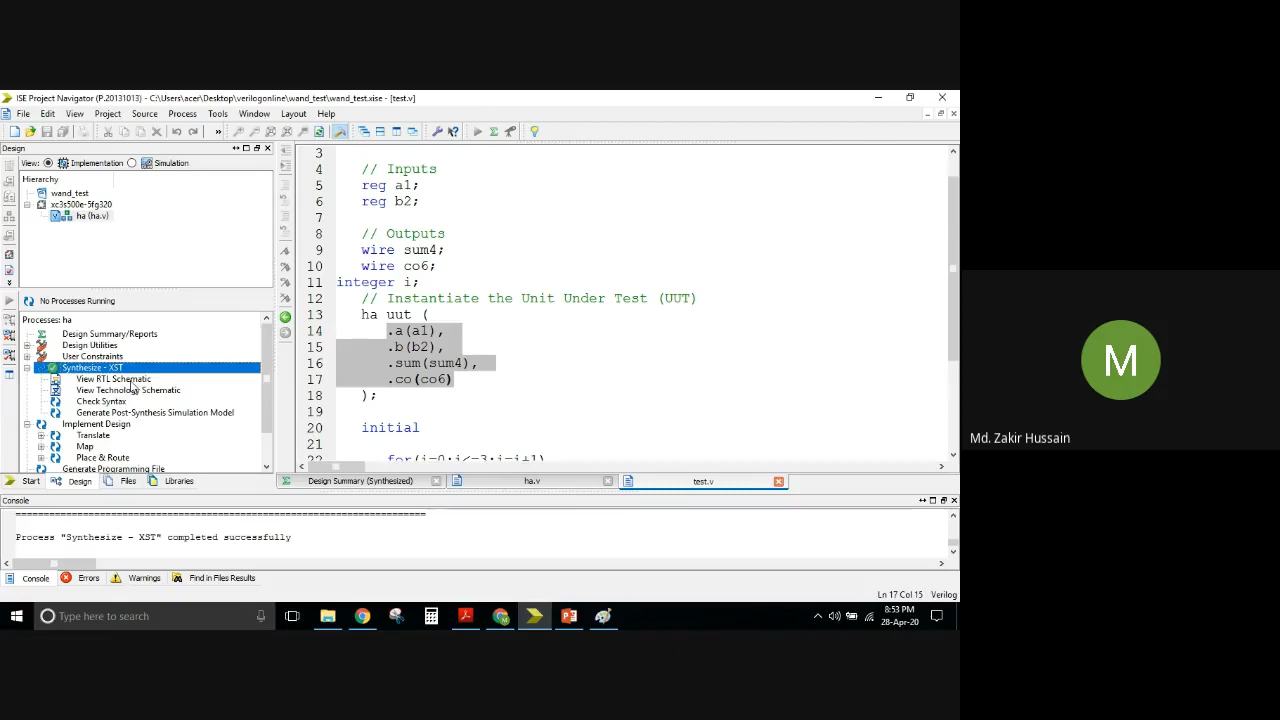 ISE Project Navigator (P.20131013) - C:\Users\acer\Desktop\verilogonline\wand_test\wand_test.xise - [test.v]
File Edit View Project Source Process Tools Window Layout Help
»
Design
View: Implementation Simulation
Hierarchy
wand_test
xc3s500e-5fg320
ha (ha.v)
No Processes Running
Processes: ha
Design Summary/Reports
Design Utilities
User Constraints
Synthesize - XST
View RTL Schematic
View Technology Schematic
Check Syntax
Generate Post-Synthesis Simulation Model
Implement Design
Translate
Map
Place & Route
Generate Programming File
Start Design Files Libraries
3
4 // Inputs
5 reg a1;
6 reg b2;
7
8 // Outputs
9 wire sum4;
10 wire co6;
11 integer i;
12 // Instantiate the Unit Under Test (UUT)
13 ha uut (
14 .a(a1),
15 .b(b2),
16 .sum(sum4),
17 .co(co6)
18 );
19
20 initial
21
22 for(i=0;i<=3;i=i+1)
Design Summary (Synthesized) ha.v test.v
Console
Process "Synthesize - XST" completed successfully
Console Errors Warnings Find in Files Results
Ln 17 Col 15 Verilog
Type here to search
8:53 PM
28-Apr-20
M
Md. Zakir Hussain